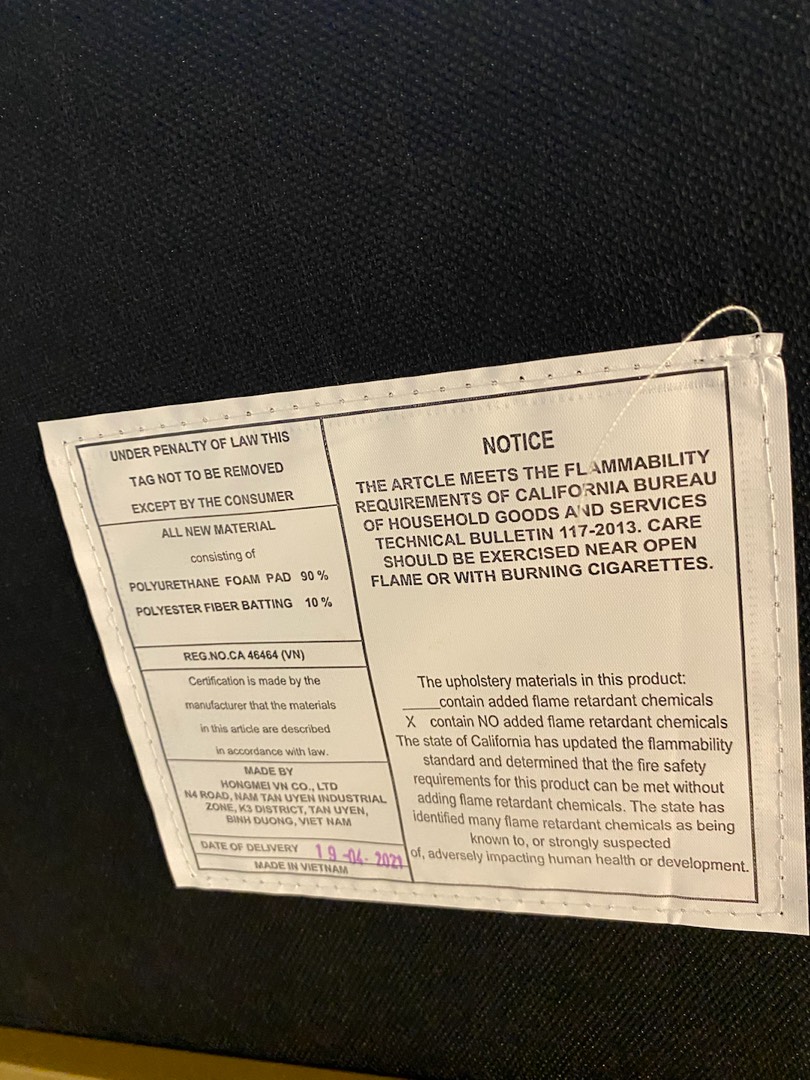 UNDER PENALTY OF LAW THIS
TAG NOT TO BE REMOVED
EXCEPT BY THE CONSUMER
ALL NEW MATERIAL
consisting of
POLYURETHANE FOAM PAD 90 %
POLYESTER FIBER BATTING 10 %
REG.NO.CA 46464 (VN)
Certification is made by the
manufacturer that the materials
in this article are described
in accordance with law.
MADE BY
HONGMEI VN CO., LTD
N4 ROAD, NAM TAN UYEN INDUSTRIAL
ZONE, K3 DISTRICT, TAN UYEN,
BINH DUONG, VIET NAM
DATE OF DELIVERY 19-04-2021
MADE IN VIETNAM
NOTICE
THE ARTCLE MEETS THE FLAMMABILITY
REQUIREMENTS OF CALIFORNIA BUREAU
OF HOUSEHOLD GOODS AND SERVICES
TECHNICAL BULLETIN 117-2013. CARE
SHOULD BE EXERCISED NEAR OPEN
FLAME OR WITH BURNING CIGARETTES.
The upholstery materials in this product:
_____contain added flame retardant chemicals
X contain NO added flame retardant chemicals
The state of California has updated the flammability
standard and determined that the fire safety
requirements for this product can be met without
adding flame retardant chemicals. The state has
identified many flame retardant chemicals as being
known to, or strongly suspected
of, adversely impacting human health or development.